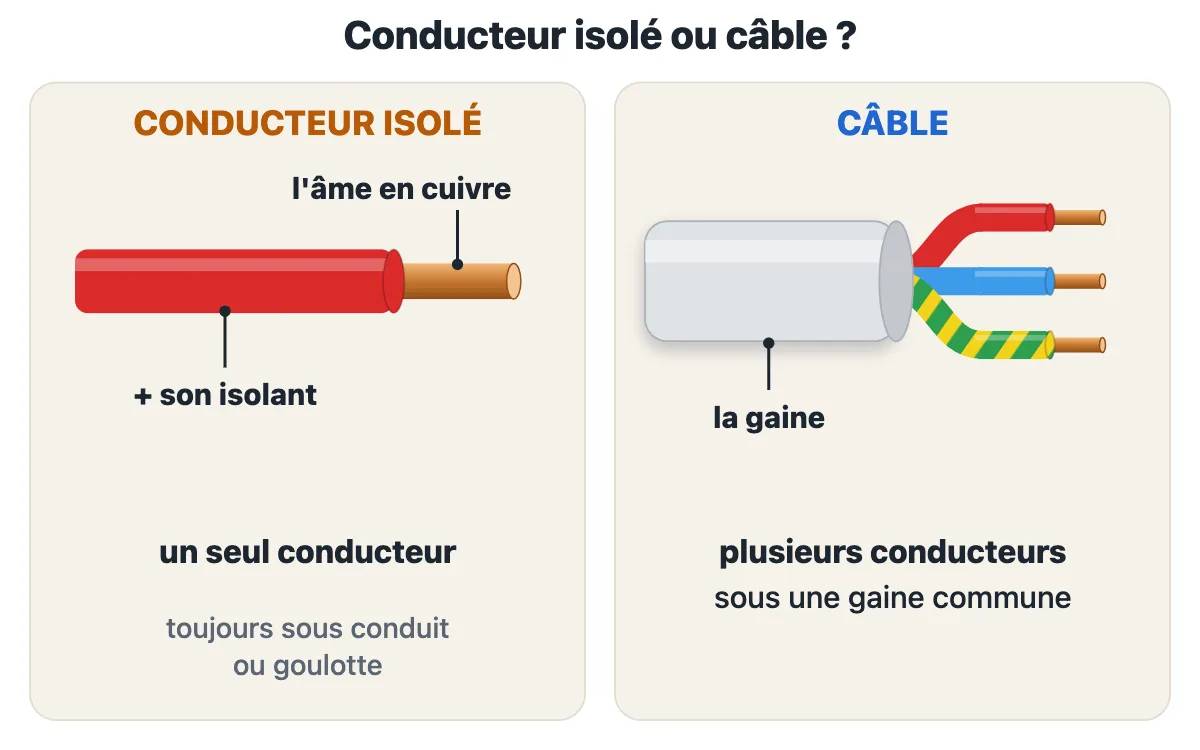 Conducteur isolé ou câble ?
CONDUCTEUR ISOLÉ
l'âme en cuivre
+ son isolant
un seul conducteur
toujours sous conduit
ou goulotte
CÂBLE
la gaine
plusieurs conducteurs
sous une gaine commune